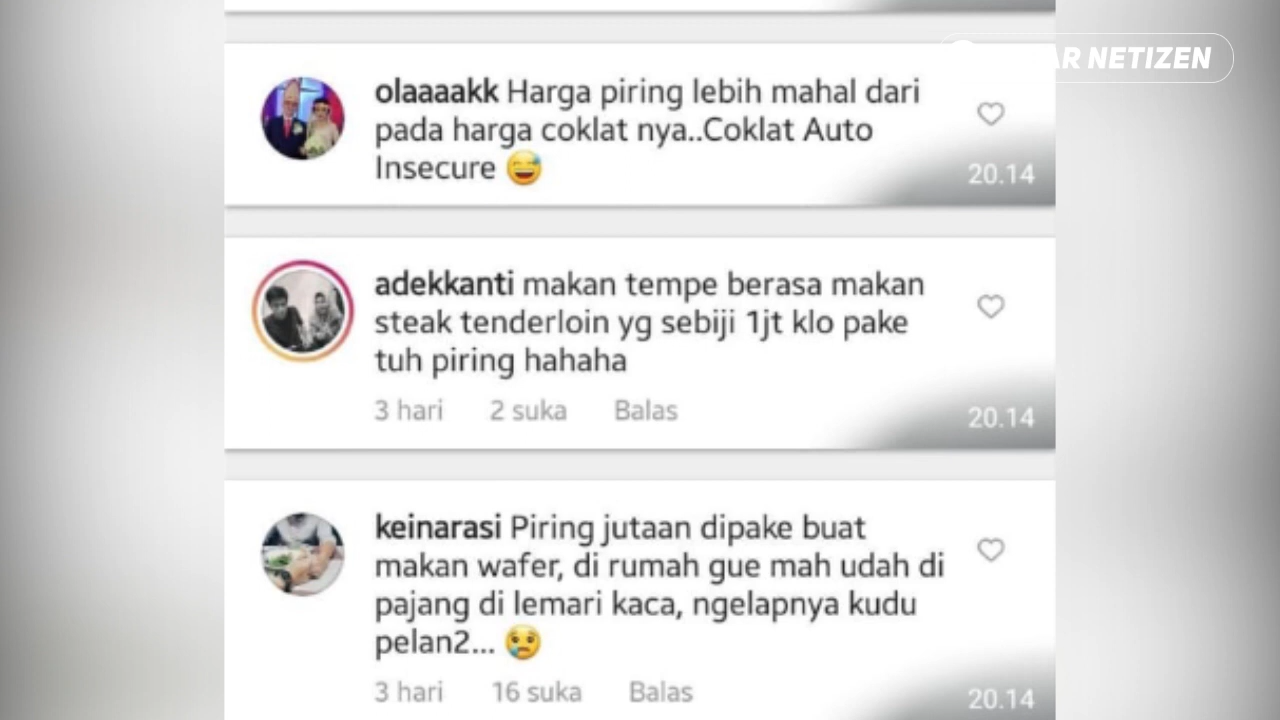 AR NETIZEN
olaaaakk Harga piring lebih mahal dari
pada harga coklat nya..Coklat Auto
Insecure 😅
20.14
adekkanti makan tempe berasa makan
steak tenderloin yg sebiji 1jt klo pake
tuh piring hahaha
3 hari 2 suka Balas
20.14
keinarasi Piring jutaan dipake buat
makan wafer, di rumah gue mah udah di
pajang di lemari kaca, ngelapnya kudu
pelan2... 😢
3 hari 16 suka Balas
20.14